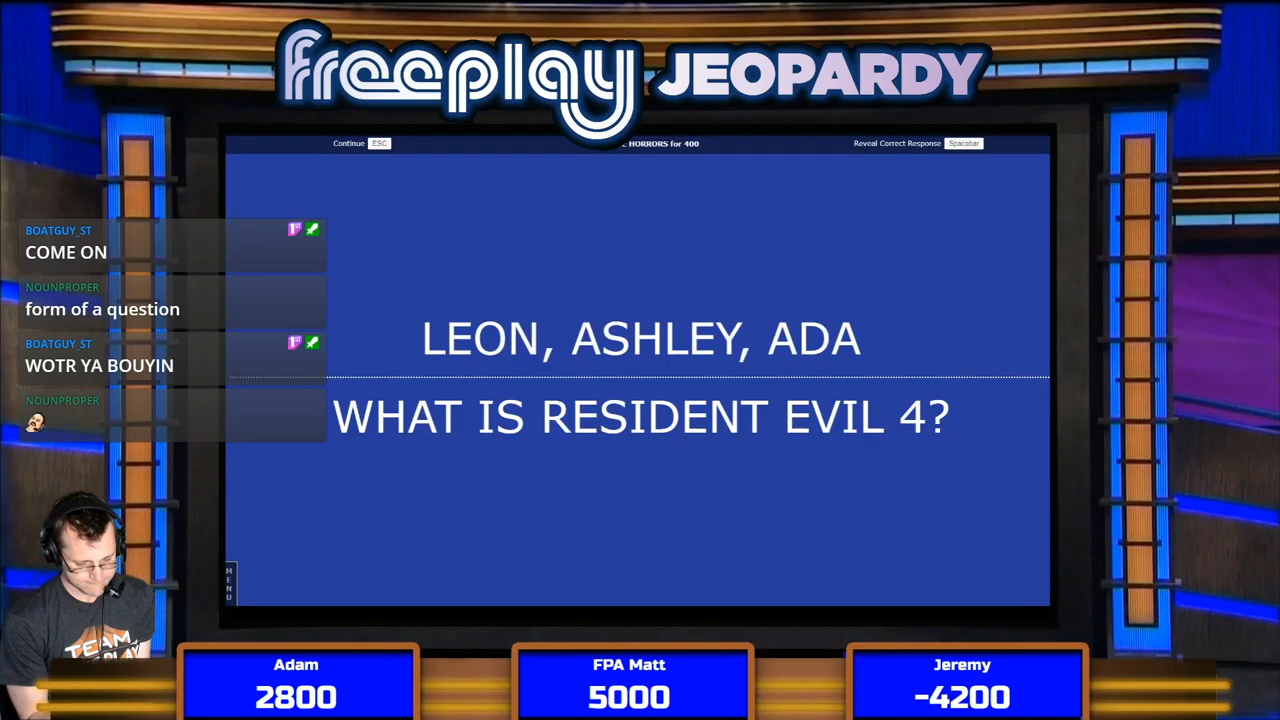 freeplay JEOPARDY
Continue ESC
HORRORS for 400
Reveal Correct Response Spacebar
BOATGUY_ST
COME ON
NOUNPROPER
form of a question
BOATGUY_ST
WOTR YA BOUYIN
NOUNPROPER
LEON, ASHLEY, ADA
WHAT IS RESIDENT EVIL 4?
MENU
TEAM
Adam
2800
FPA Matt
5000
Jeremy
-4200